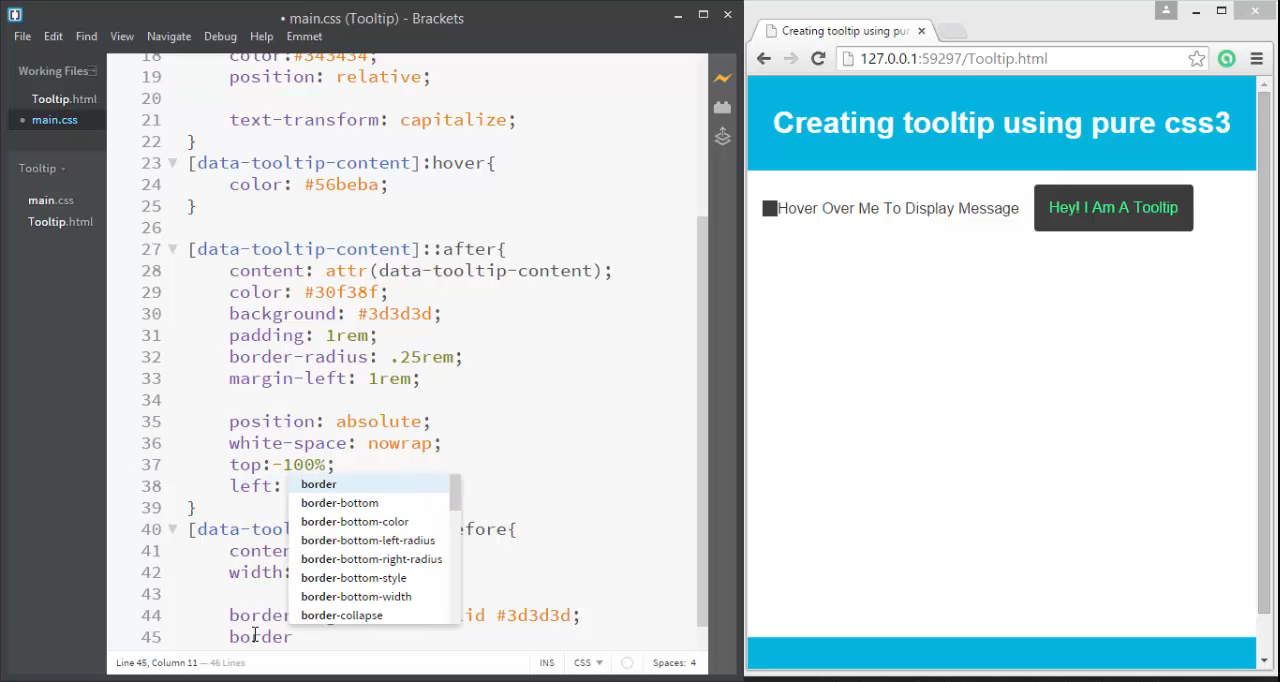 • main.css (Tooltip) - Brackets
File Edit Find View Navigate Debug Help Emmet
Working Files
Tooltip.html
• main.css
Tooltip
main.css
Tooltip.html
18 color:#343434;
19 position: relative;
20
21 text-transform: capitalize;
22 }
23 [data-tooltip-content]:hover{
24 color: #56beba;
25 }
26
27 [data-tooltip-content]::after{
28 content: attr(data-tooltip-content);
29 color: #30f38f;
30 background: #3d3d3d;
31 padding: 1rem;
32 border-radius: .25rem;
33 margin-left: 1rem;
34
35 position: absolute;
36 white-space: nowrap;
37 top:-100%;
38 left:
39 }
40 [data-tool efore{
41 conten
42 width:
43
44 border lid #3d3d3d;
45 border
border
border-bottom
border-bottom-color
border-bottom-left-radius
border-bottom-right-radius
border-bottom-style
border-bottom-width
border-collapse
Line 45, Column 11 — 46 Lines
INS CSS Spaces: 4
Creating tooltip using pur
127.0.0.1:59297/Tooltip.html
Creating tooltip using pure css3
Hover Over Me To Display Message
Hey! I Am A Tooltip